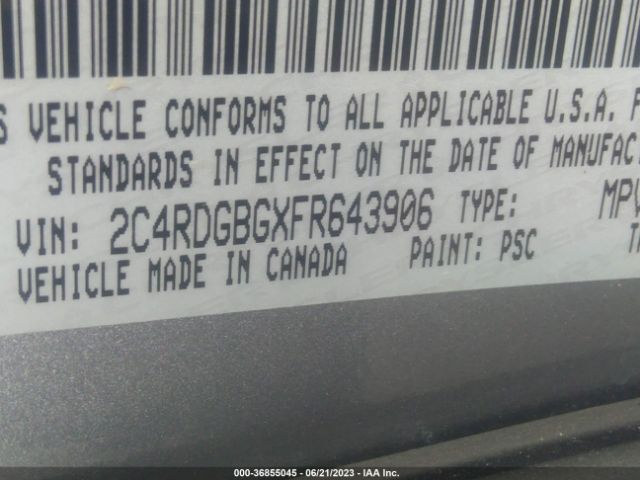 S VEHICLE CONFORMS TO ALL APPLICABLE U.S.A. F
STANDARDS IN EFFECT ON THE DATE OF MANUFAC
VIN: 2C4RDGBGXFR643906 TYPE: MPV
VEHICLE MADE IN CANADA PAINT: PSC
000-36855045 - 06/21/2023 - IAA Inc.